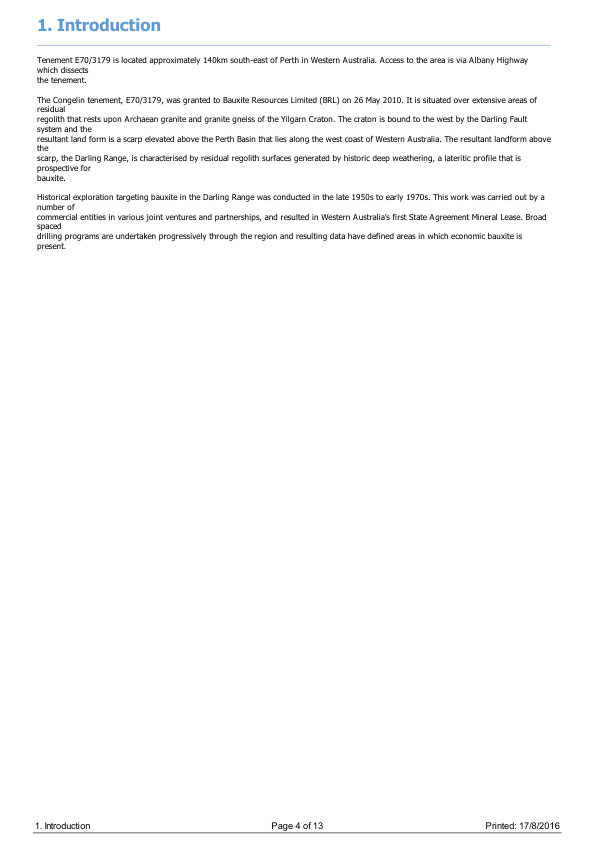 1. Introduction
Tenement E70/3179 is located approximately 140km south-east of Perth in Western Australia. Access to the area is via Albany Highway
which dissects
the tenement.
The Congelin tenement, E70/3179, was granted to Bauxite Resources Limited (BRL) on 26 May 2010. It is situated over extensive areas of
residual
regolith that rests upon Archaean granite and granite gneiss of the Yilgarn Craton. The craton is bound to the west by the Darling Fault
system and the
resultant land form is a scarp elevated above the Perth Basin that lies along the west coast of Western Australia. The resultant landform above
the
scarp, the Darling Range, is characterised by residual regolith surfaces generated by historic deep weathering, a lateritic profile that is
prospective for
bauxite.
Historical exploration targeting bauxite in the Darling Range was conducted in the late 1950s to early 1970s. This work was carried out by a
number of
commercial entities in various joint ventures and partnerships, and resulted in Western Australia's first State Agreement Mineral Lease. Broad
spaced
drilling programs are undertaken progressively through the region and resulting data have defined areas in which economic bauxite is
present.
1. Introduction Page 4 of 13 Printed: 17/8/2016